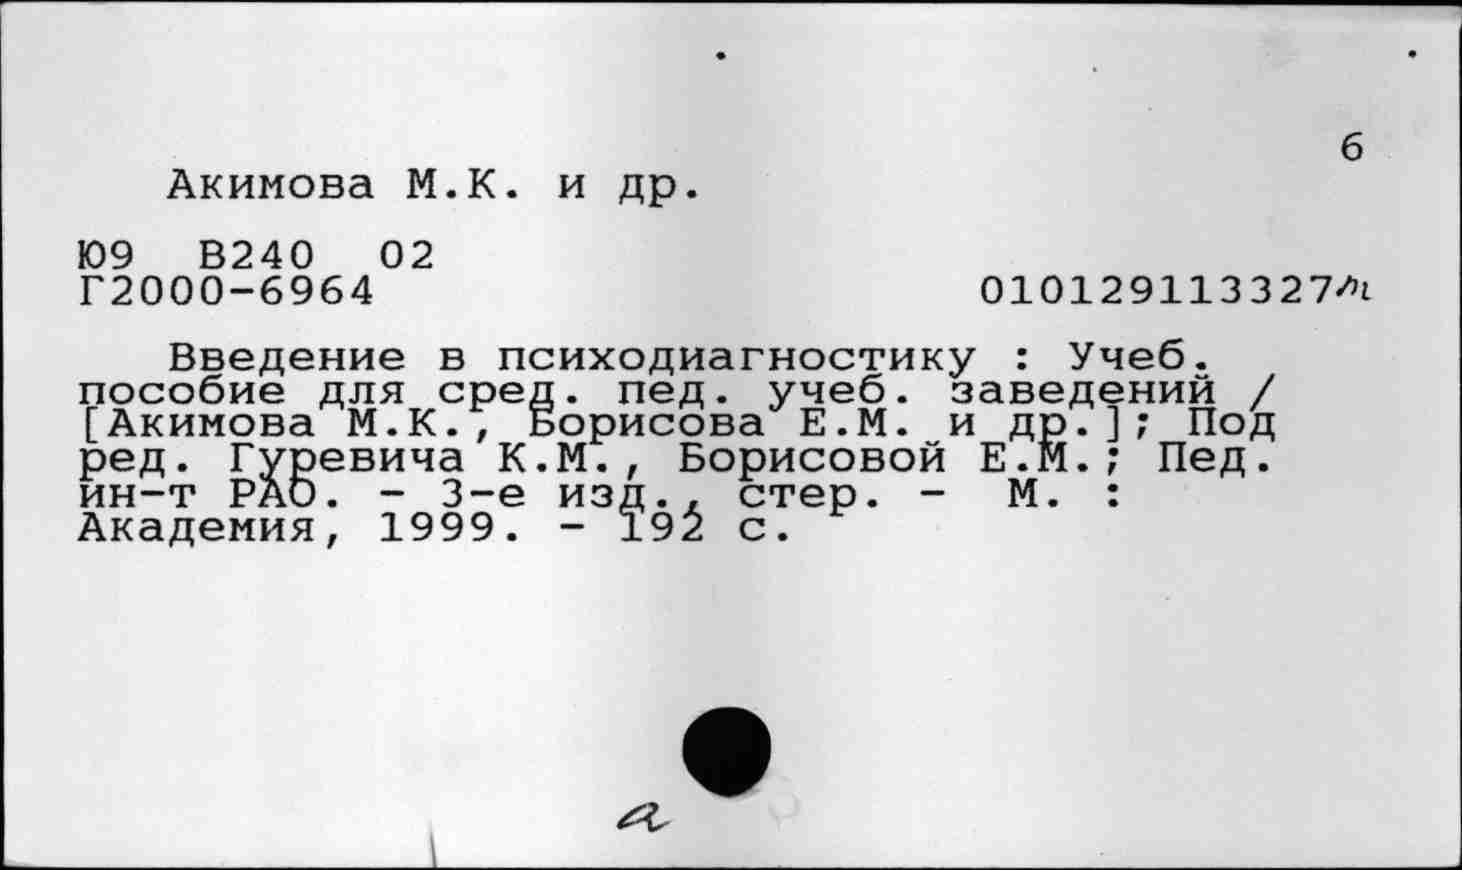 6
Акимова М.К. и др.
Ю9 В240 02
Г2000-6964 010129113327
Введение в психодиагностику : Учеб.
пособие для сред. пед. учеб. заведений /
[Акимова М.К., Борисова Е.М. и др.]; Под
ред. Гуревича К.М., Борисовой Е.М.; Пед.
ин-т РАО. - 3-е изд., стер. - М. :
Академия, 1999. - 192 с.